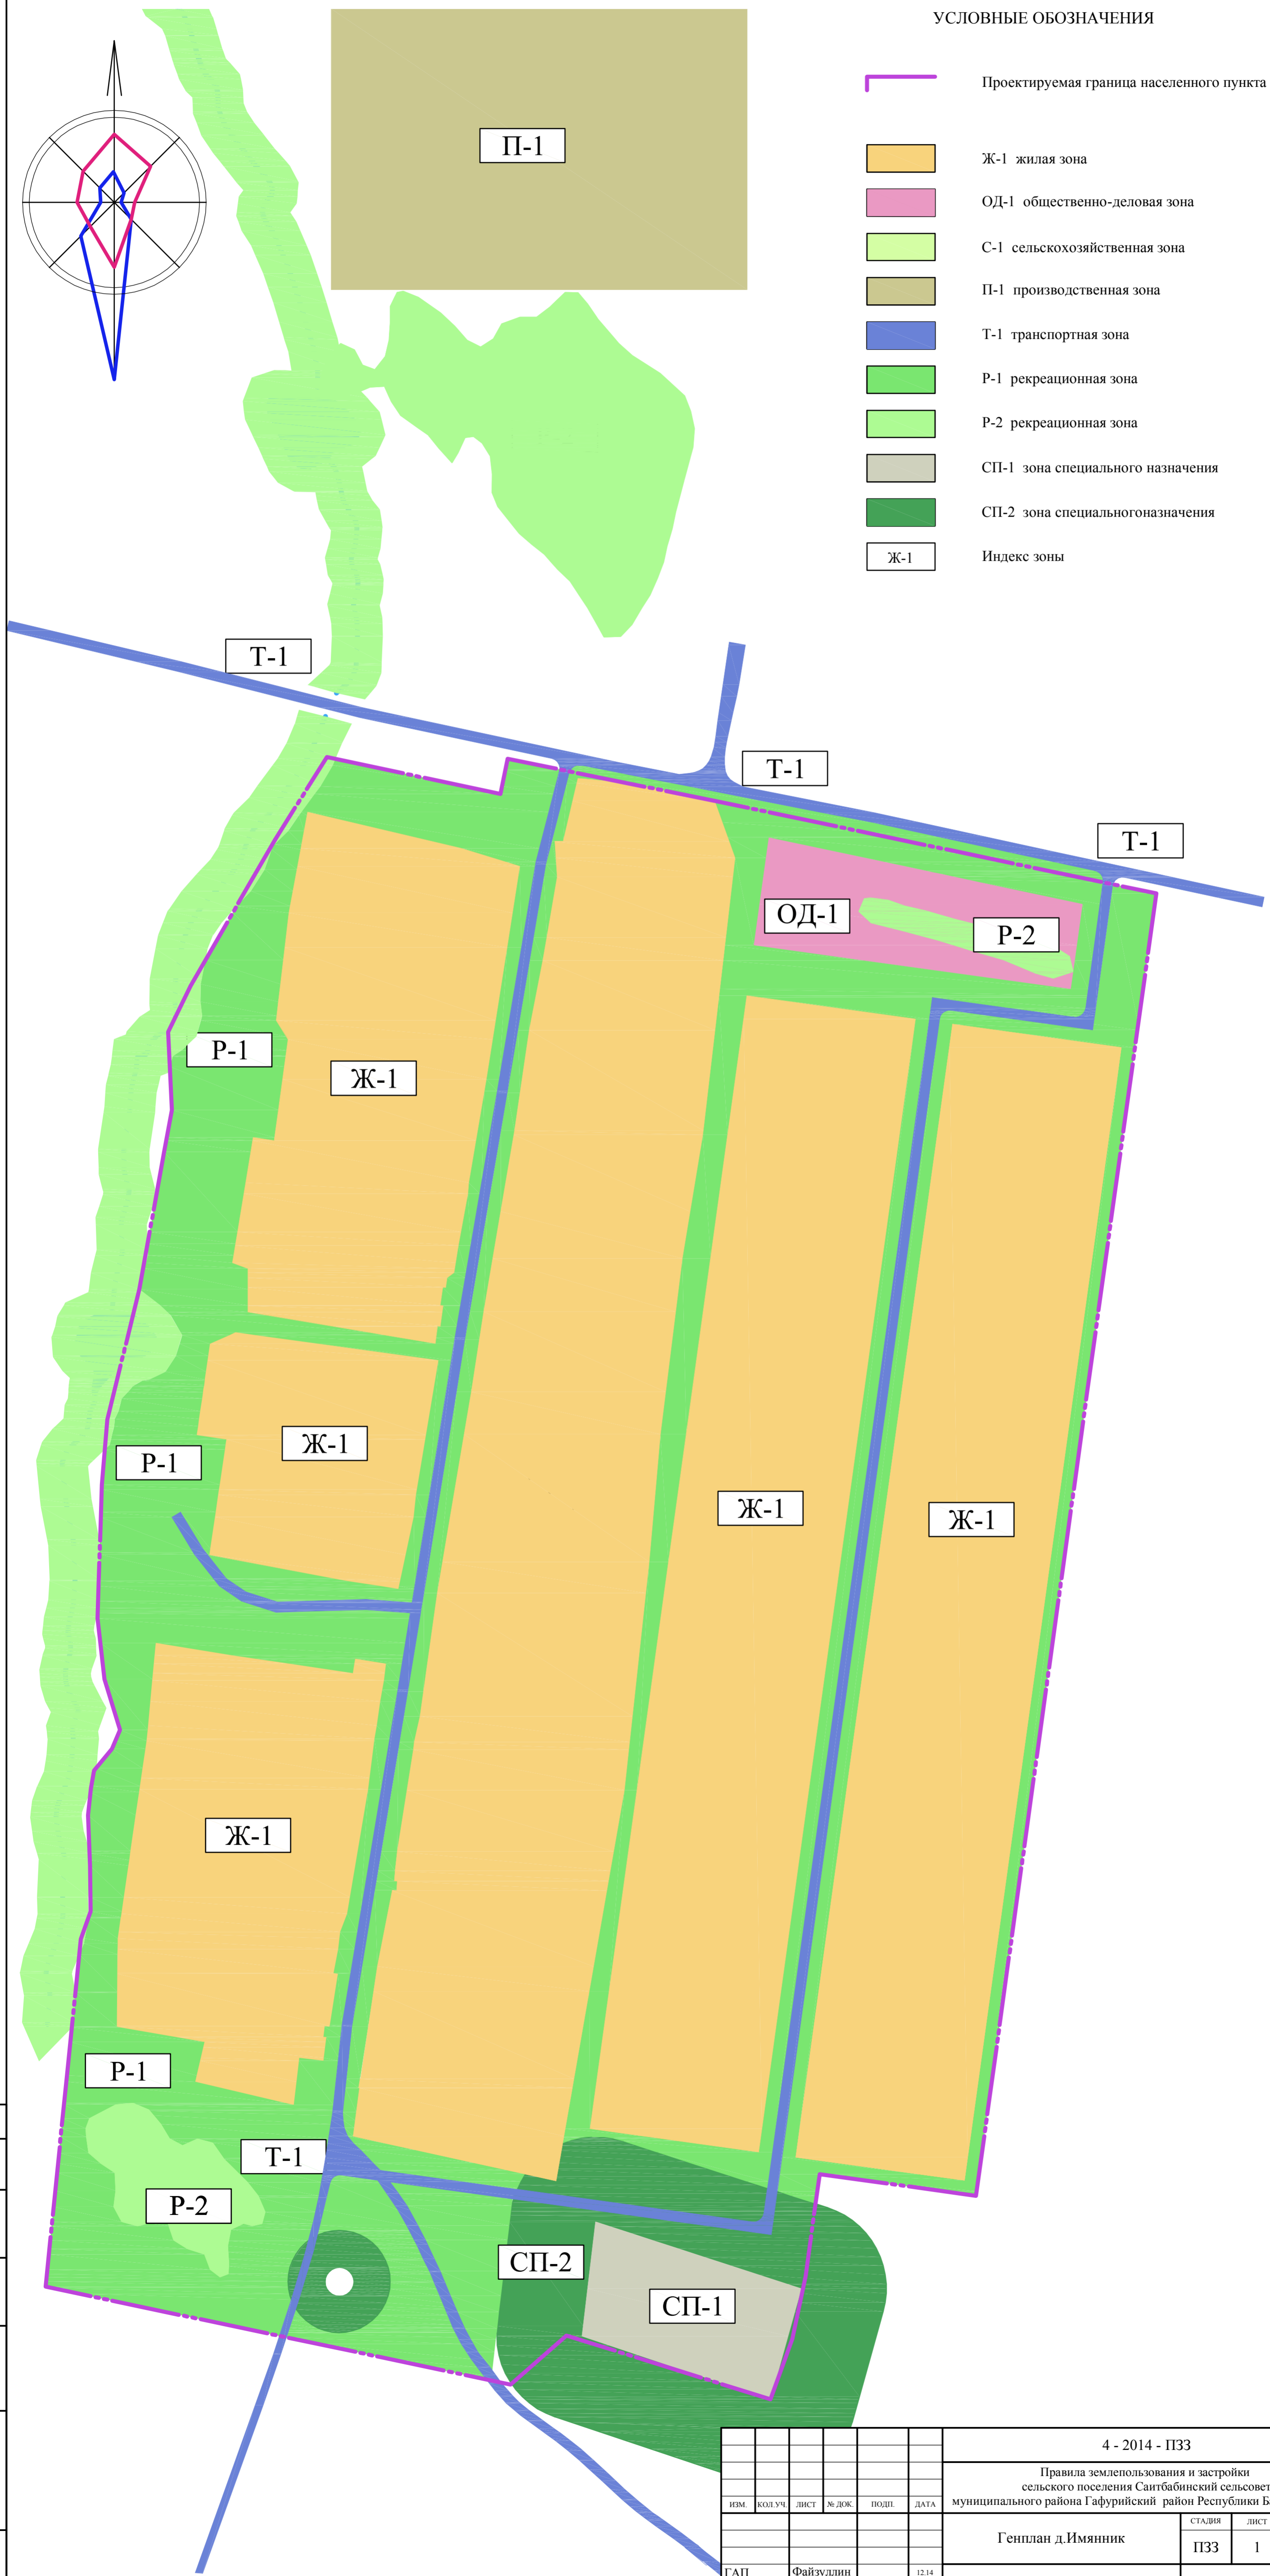 УСЛОВНЫЕ ОБОЗНАЧЕНИЯ
Проектируемая граница населенного пункта
Ж-1 жилая зона
ОД-1 общественно-деловая зона
С-1 сельскохозяйственная зона
П-1 производственная зона
Т-1 транспортная зона
Р-1 рекреационная зона
Р-2 рекреационная зона
СП-1 зона специального назначения
СП-2 зона специальногоназначения
Ж-1 Индекс зоны
П-1
Т-1
Т-1
Т-1
ОД-1
Р-2
Р-1
Ж-1
Ж-1
Р-1
Ж-1
Ж-1
Ж-1
Р-1
Т-1
Р-2
СП-2
СП-1
4 - 2014 - ПЗЗ
Правила землепользования и застройки
сельского поселения Саитбабинский сельсовет
муниципального района Гафурийский район Республики
ИЗМ. КОЛ.УЧ. ЛИСТ № ДОК. ПОДП. ДАТА
Генплан д.Имянник
СТАДИЯ ЛИСТ
ПЗЗ 1
ГАП Файзуллин 12.14